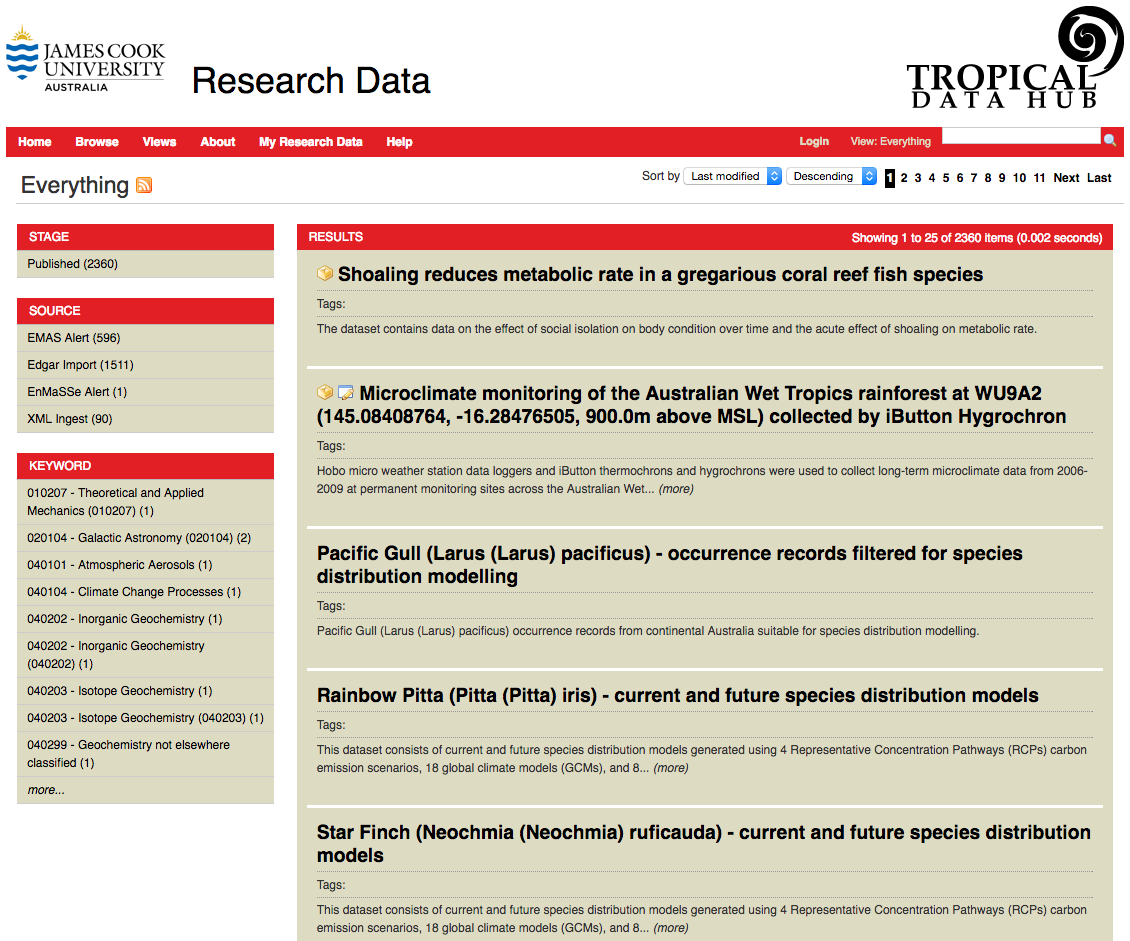 JAMES COOK
UNIVERSITY
AUSTRALIA
Research Data
TROPICAL
DATA HUB
Home Browse Views About My Research Data Help Login View: Everything
Everything
Sort by Last modified Descending 1 2 3 4 5 6 7 8 9 10 11 Next Last
STAGE
Published (2360)
SOURCE
EMAS Alert (596)
Edgar Import (1511)
EnMaSSe Alert (1)
XML Ingest (90)
KEYWORD
010207 - Theoretical and Applied
Mechanics (010207) (1)
020104 - Galactic Astronomy (020104) (2)
040101 - Atmospheric Aerosols (1)
040104 - Climate Change Processes (1)
040202 - Inorganic Geochemistry (1)
040202 - Inorganic Geochemistry
(040202) (1)
040203 - Isotope Geochemistry (1)
040203 - Isotope Geochemistry (040203) (1)
040299 - Geochemistry not elsewhere
classified (1)
more...
RESULTS Showing 1 to 25 of 2360 items (0.002 seconds)
Shoaling reduces metabolic rate in a gregarious coral reef fish species
Tags:
The dataset contains data on the effect of social isolation on body condition over time and the acute effect of shoaling on metabolic rate.
Microclimate monitoring of the Australian Wet Tropics rainforest at WU9A2
(145.08408764, -16.28476505, 900.0m above MSL) collected by iButton Hygrochron
Tags:
Hobo micro weather station data loggers and iButton thermochrons and hygrochrons were used to collect long-term microclimate data from 2006-
2009 at permanent monitoring sites across the Australian Wet... (more)
Pacific Gull (Larus (Larus) pacificus) - occurrence records filtered for species
distribution modelling
Tags:
Pacific Gull (Larus (Larus) pacificus) occurrence records from continental Australia suitable for species distribution modelling.
Rainbow Pitta (Pitta (Pitta) iris) - current and future species distribution models
Tags:
This dataset consists of current and future species distribution models generated using 4 Representative Concentration Pathways (RCPs) carbon
emission scenarios, 18 global climate models (GCMs), and 8... (more)
Star Finch (Neochmia (Neochmia) ruficauda) - current and future species distribution
models
Tags:
This dataset consists of current and future species distribution models generated using 4 Representative Concentration Pathways (RCPs) carbon
emission scenarios, 18 global climate models (GCMs), and 8... (more)